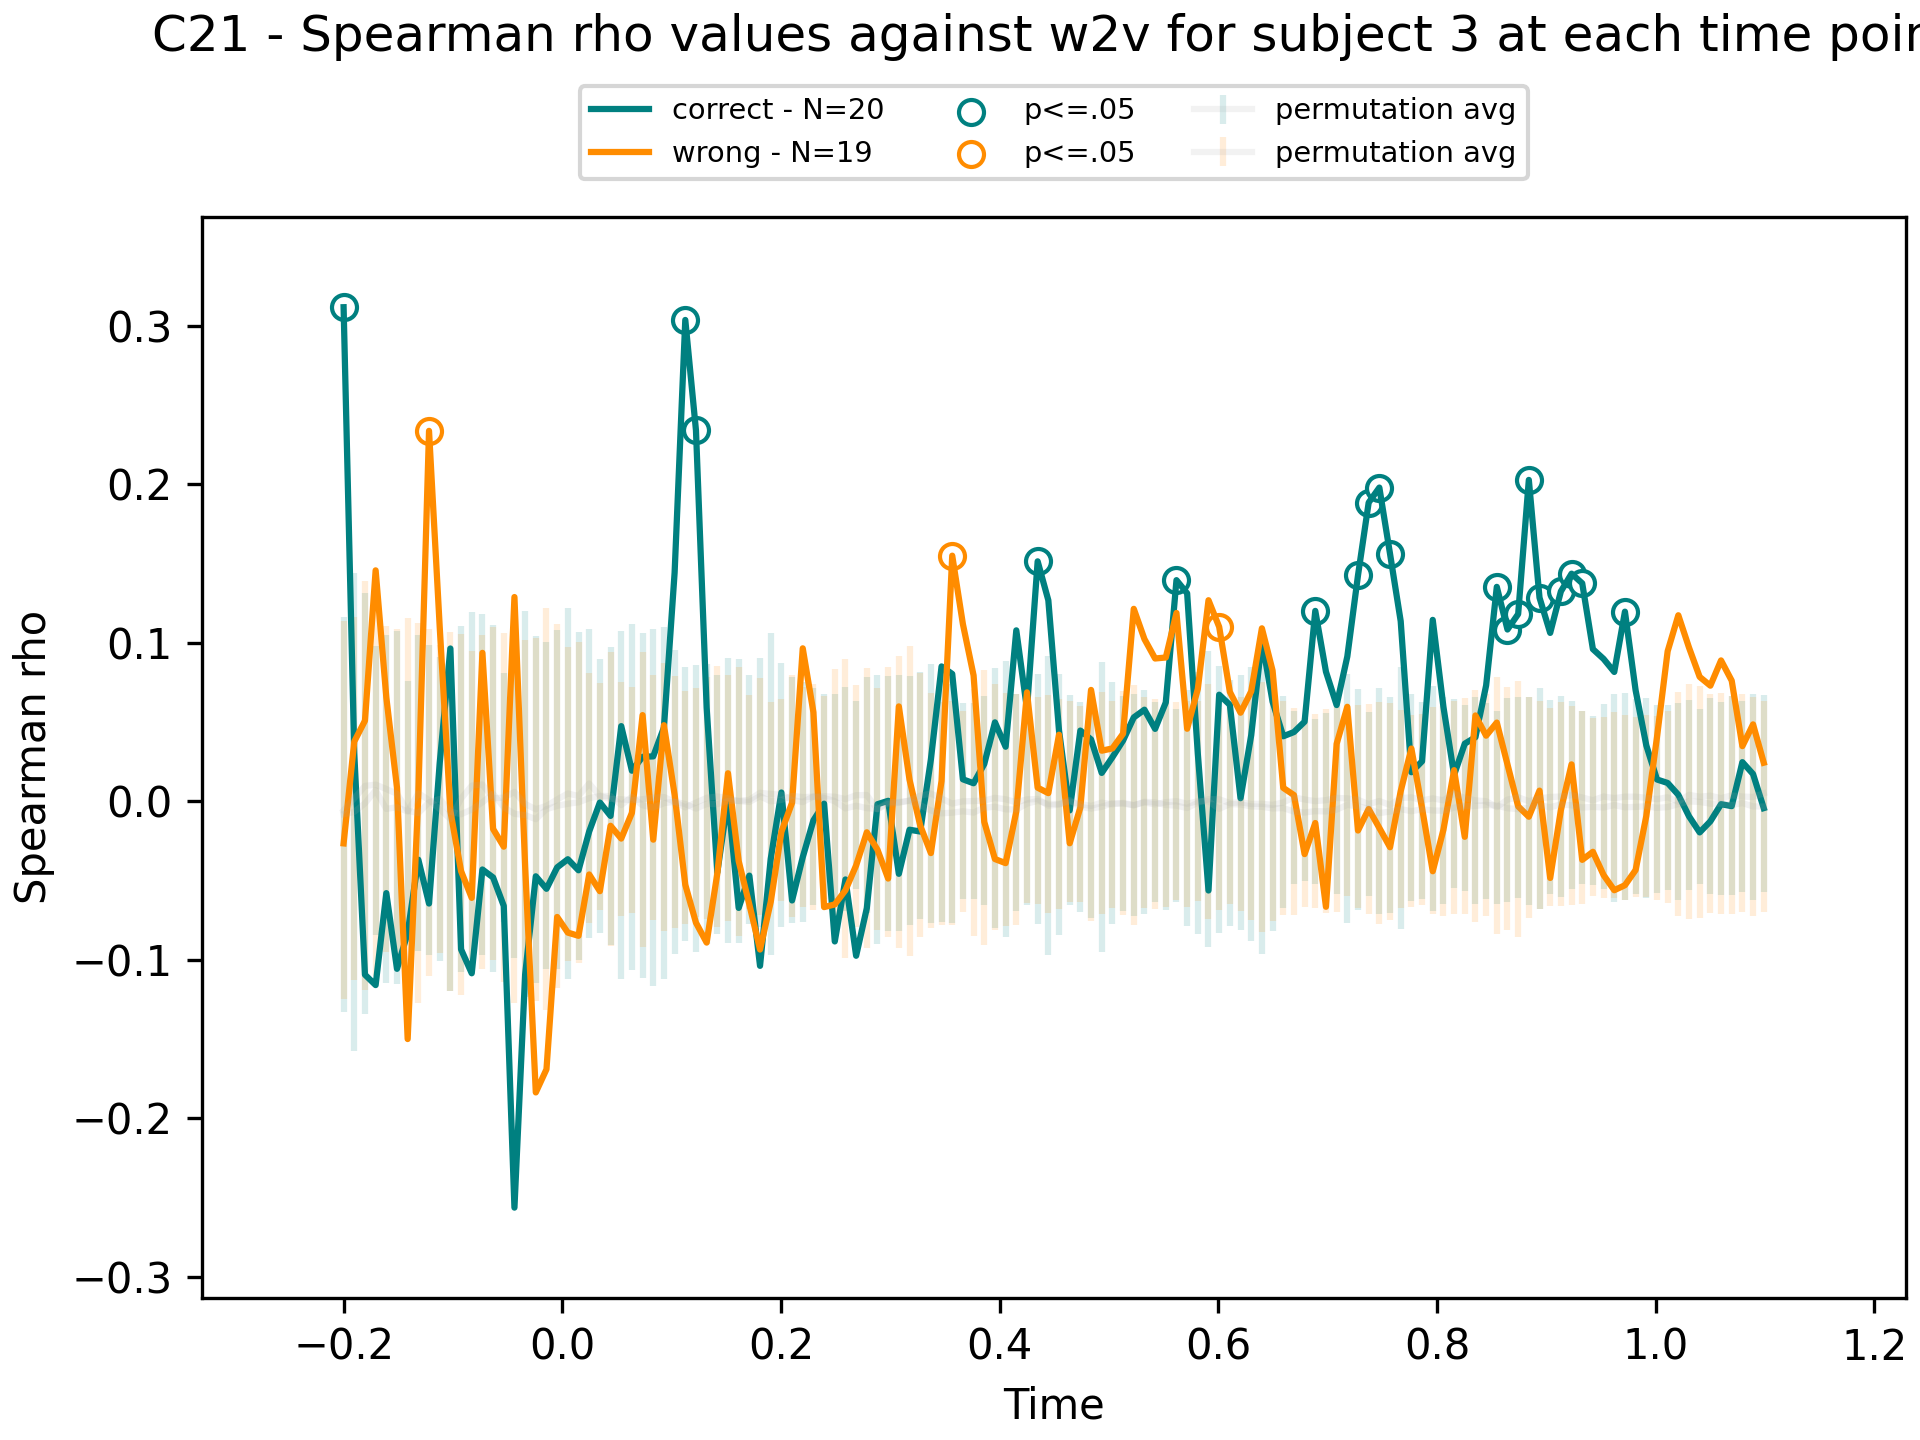 C21 - Spearman rho values against w2v for subject 3 at each time poin
correct - N=20
wrong - N=19
p<=.05
p<=.05
permutation avg
permutation avg
Spearman rho
0.3
0.2
0.1
0.0
−0.1
−0.2
−0.3
−0.2 0.0 0.2 0.4 0.6 0.8 1.0 1.2
Time